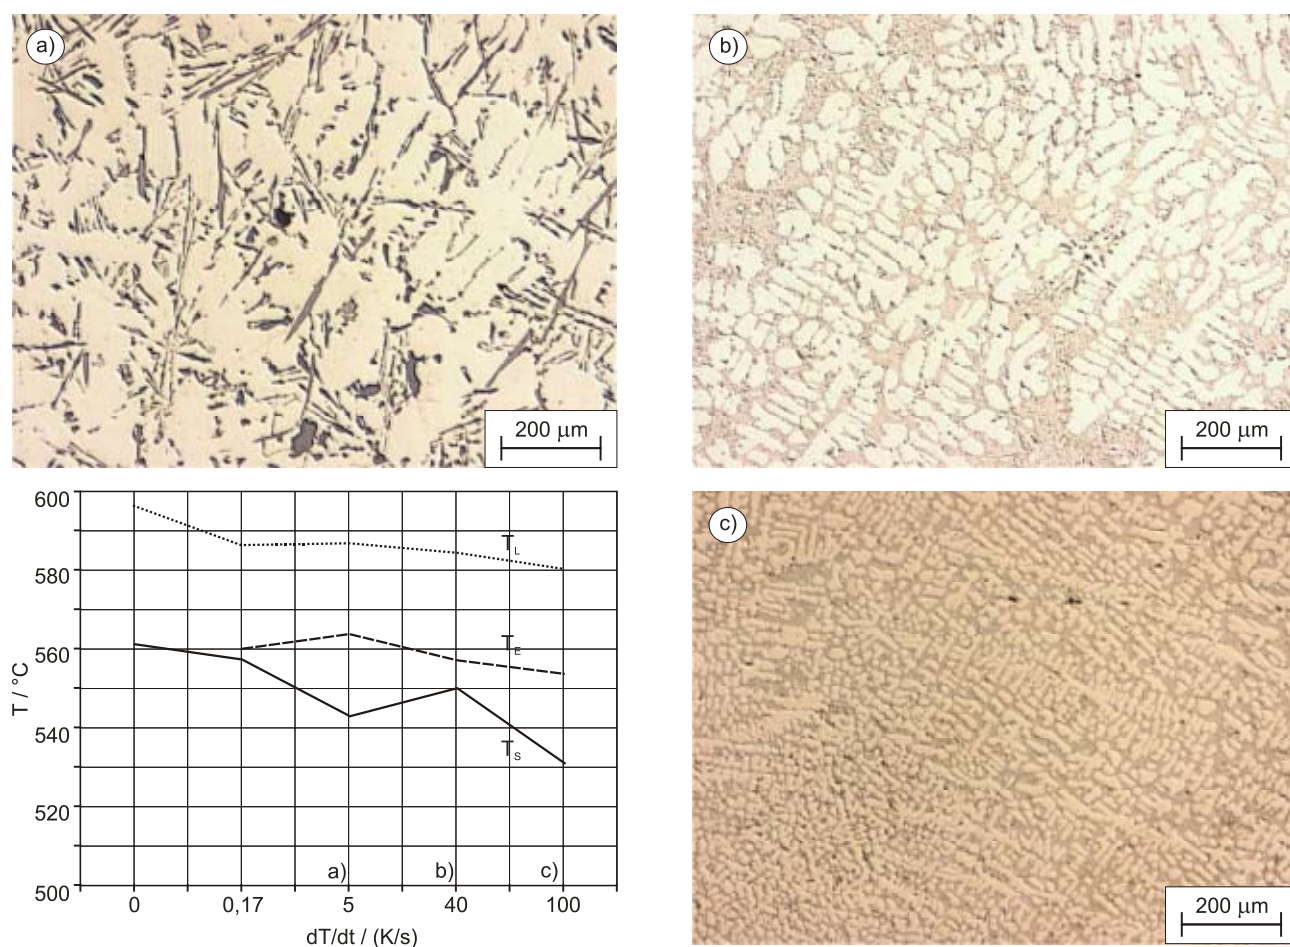 a)
200 µm
b)
200 µm
600
580
560
540
520
500
T / °C
T_L
T_E
T_S
a) b) c)
0 0,17 5 40 100
dT/dt / (K/s)
c)
200 µm